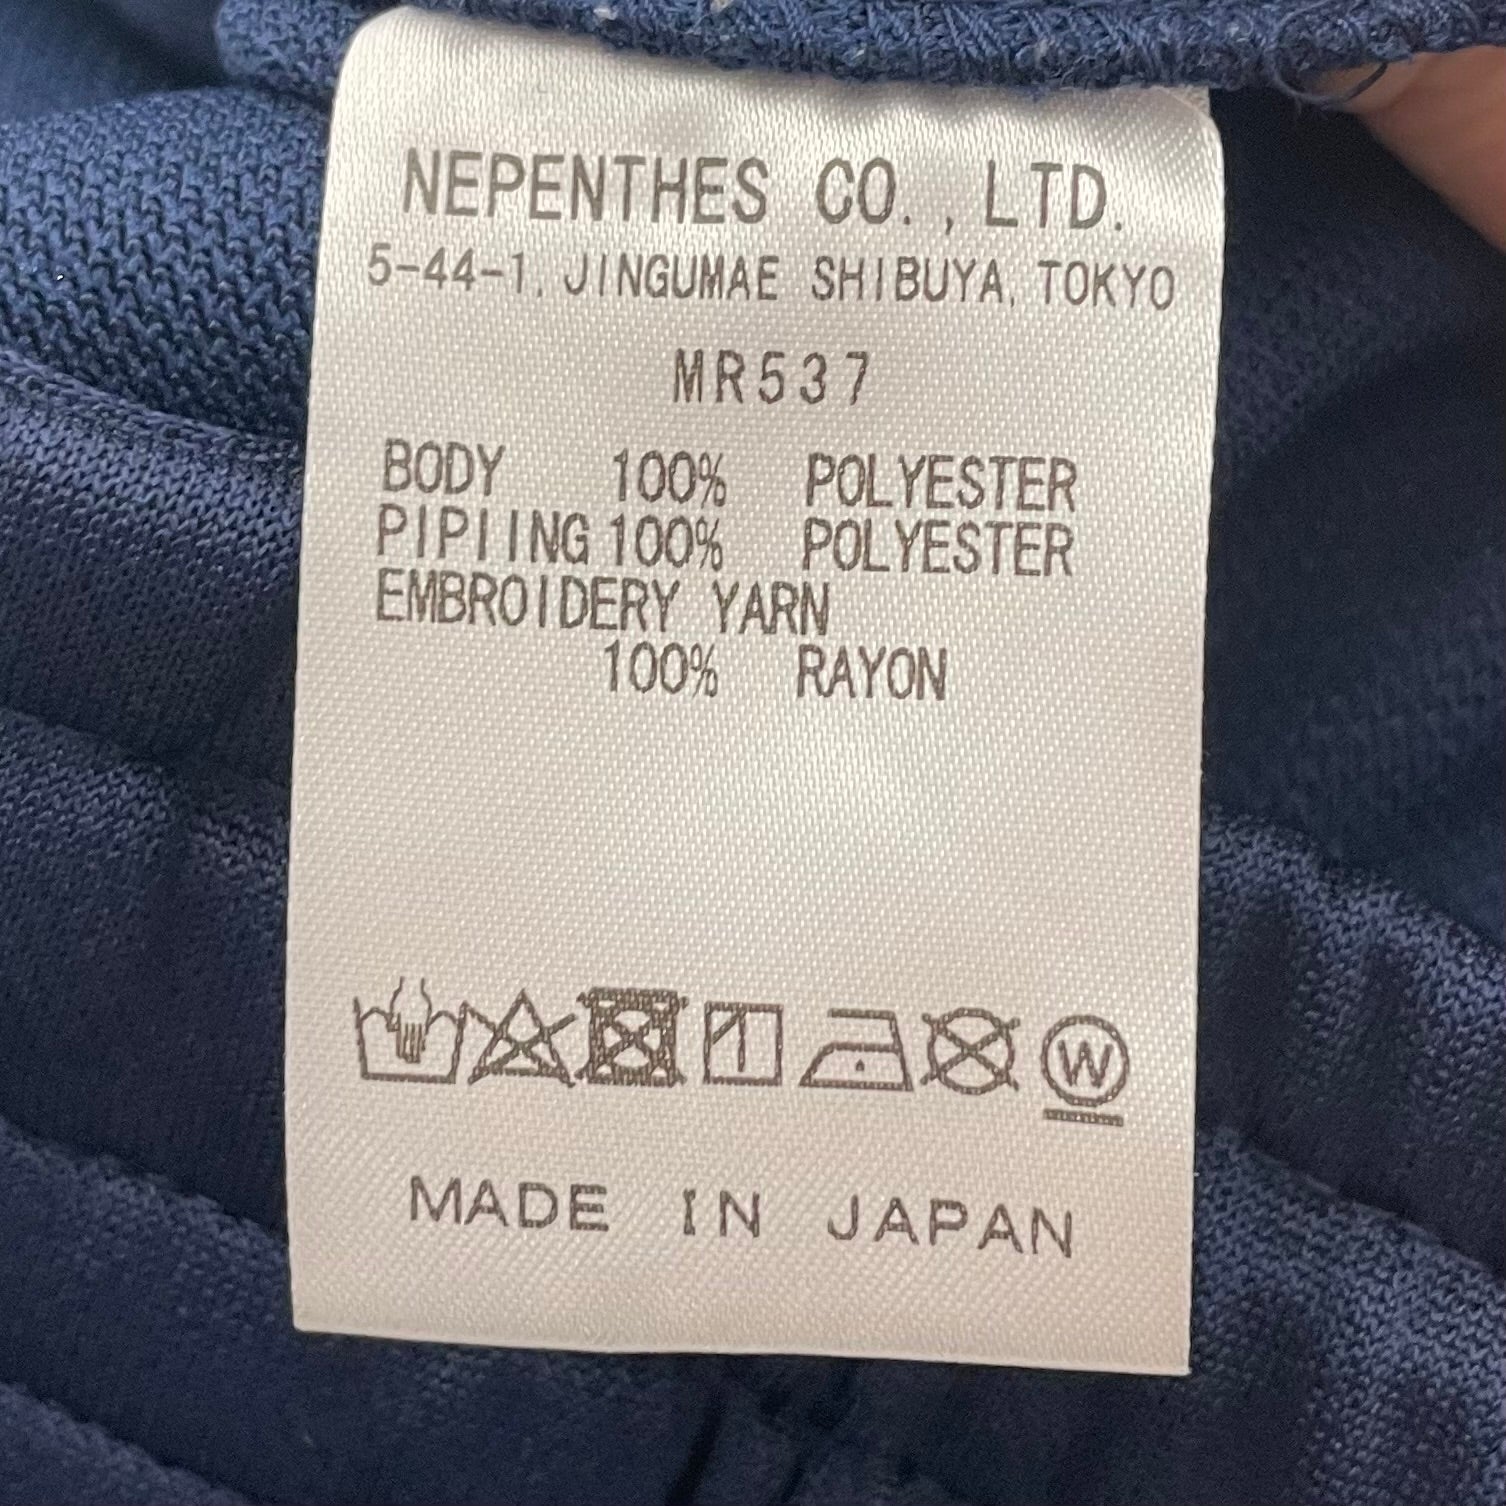 NEPENTHES CO., LTD.
5-44-1, JINGUMAE SHIBUYA, TOKYO
MR537
BODY 100% POLYESTER
PIPIING 100% POLYESTER
EMBROIDERY YARN
100% RAYON
W
MADE IN JAPAN